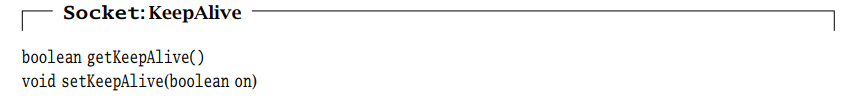 Socket: KeepAlive
boolean getKeepAlive()
void setKeepAlive(boolean on)